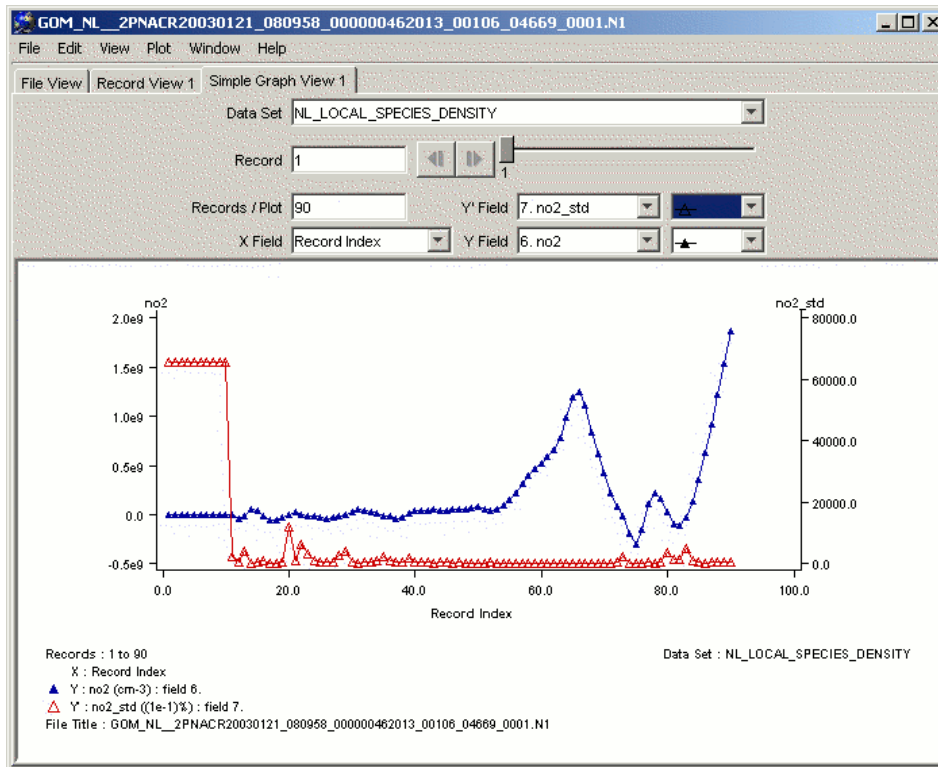 GOM_NL__2PNACR20030121_080958_000000462013_00106_04669_0001.N1
File Edit View Plot Window Help
File View Record View 1 Simple Graph View 1
Data Set NL_LOCAL_SPECIES_DENSITY
Record 1
1
Records / Plot 90 Y' Field 7. no2_std
X Field Record Index Y Field 6. no2
no2 no2_std
2.0e9 80000.0
1.5e9 60000.0
1.0e9 40000.0
0.5e9 20000.0
0.0
-0.5e9 0.0
0.0 20.0 40.0 60.0 80.0 100.0
Record Index
Records : 1 to 90 Data Set : NL_LOCAL_SPECIES_DENSITY
X : Record Index
Y : no2 (cm-3) : field 6.
Y' : no2_std ((1e-1)%) : field 7.
File Title : GOM_NL__2PNACR20030121_080958_000000462013_00106_04669_0001.N1